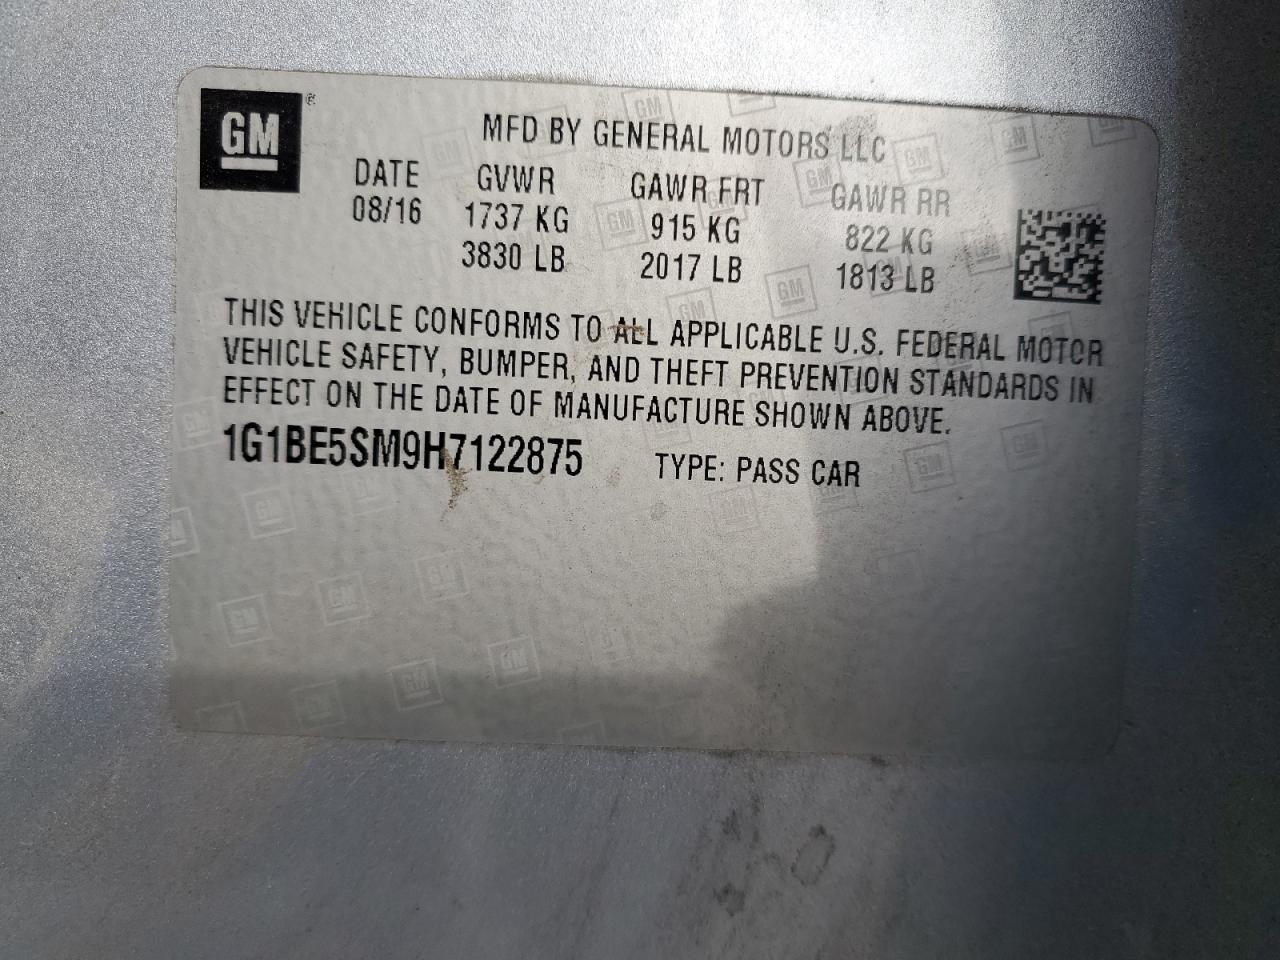 GM ®
MFD BY GENERAL MOTORS LLC
DATE GVWR GAWR FRT GAWR RR
08/16 1737 KG 915 KG 822 KG
3830 LB 2017 LB 1813 LB
THIS VEHICLE CONFORMS TO ALL APPLICABLE U.S. FEDERAL MOTOR
VEHICLE SAFETY, BUMPER, AND THEFT PREVENTION STANDARDS IN
EFFECT ON THE DATE OF MANUFACTURE SHOWN ABOVE.
1G1BE5SM9H7122875 TYPE: PASS CAR